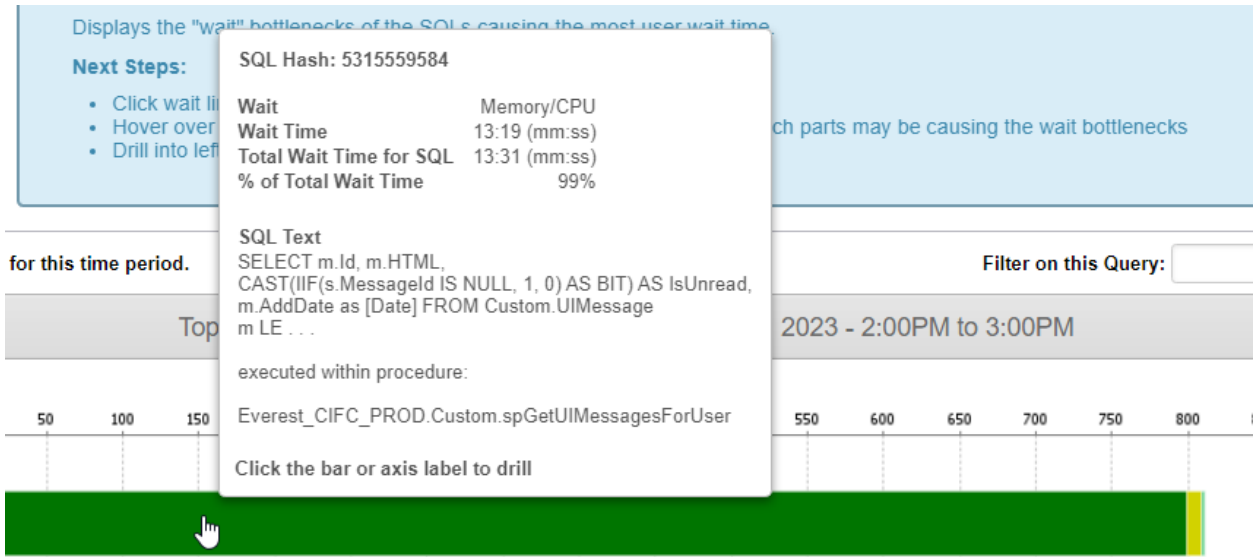 Displays the "wait" bottlenecks of the SQLs causing the most user wait time.
Next Steps:
• Click wait
• Hover over
ch parts may be causing the wait bottlenecks
• Drill into left
SQL Hash: 5315559584
Wait Memory/CPU
Wait Time 13:19 (mm:ss)
Total Wait Time for SQL 13:31 (mm:ss)
% of Total Wait Time 99%
SQL Text
SELECT m.Id, m.HTML,
CAST(IIF(s.MessageId IS NULL, 1, 0) AS BIT) AS IsUnread,
m.AddDate as [Date] FROM Custom.UIMessage
m LE . . .
executed within procedure:
Everest_CIFC_PROD.Custom.spGetUIMessagesForUser
Click the bar or axis label to drill
for this time period.
Filter on this Query:
Top
2023 - 2:00PM to 3:00PM
50 100 150 550 600 650 700 750 800